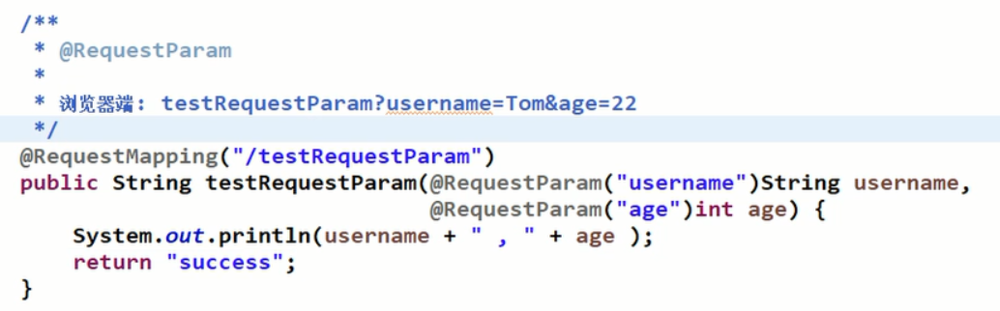 /**
 * @RequestParam
 *
 * 浏览器端: testRequestParam?username=Tom&age=22
 */
@RequestMapping("/testRequestParam")
public String testRequestParam(@RequestParam("username")String username,
                               @RequestParam("age")int age) {
    System.out.println(username + " , " + age );
    return "success";
}